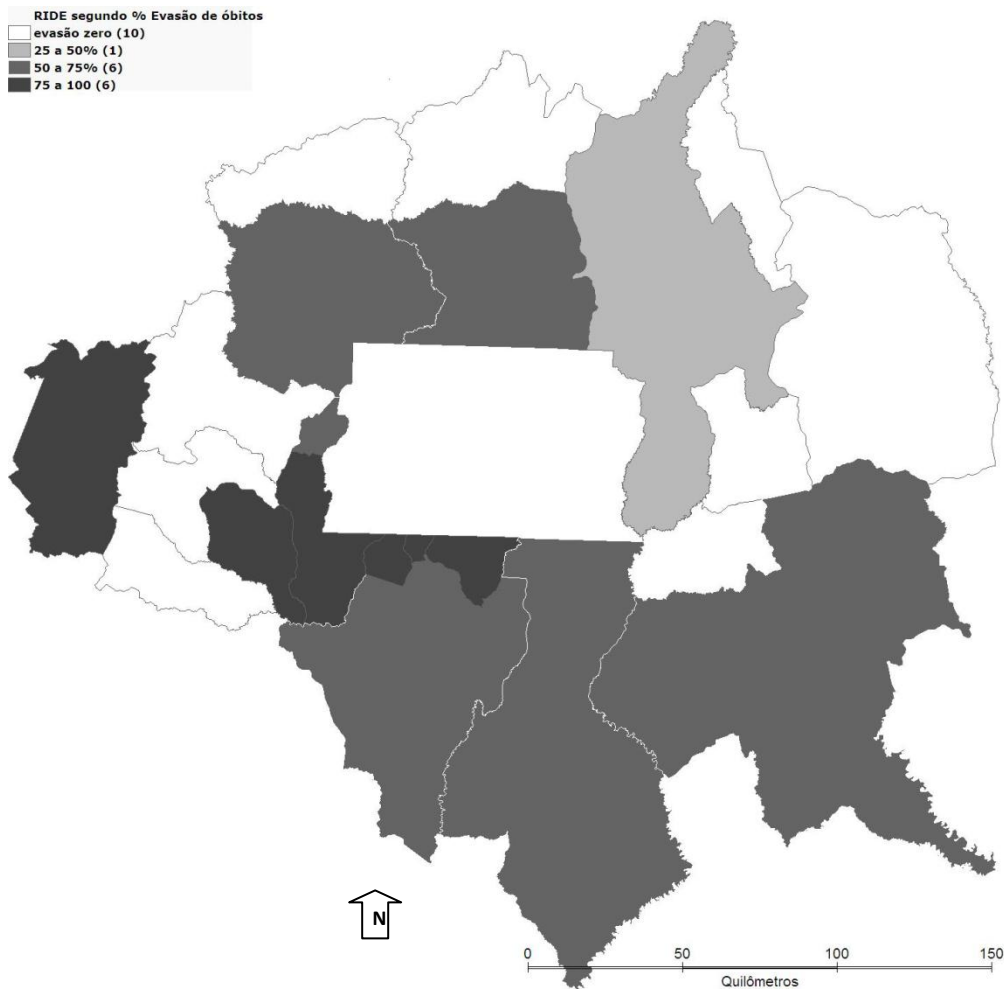 RIDE segundo % Evasão de óbitos
evasão zero (10)
25 a 50% (1)
50 a 75% (6)
75 a 100 (6)
N
0 50 100 150
Quilômetros